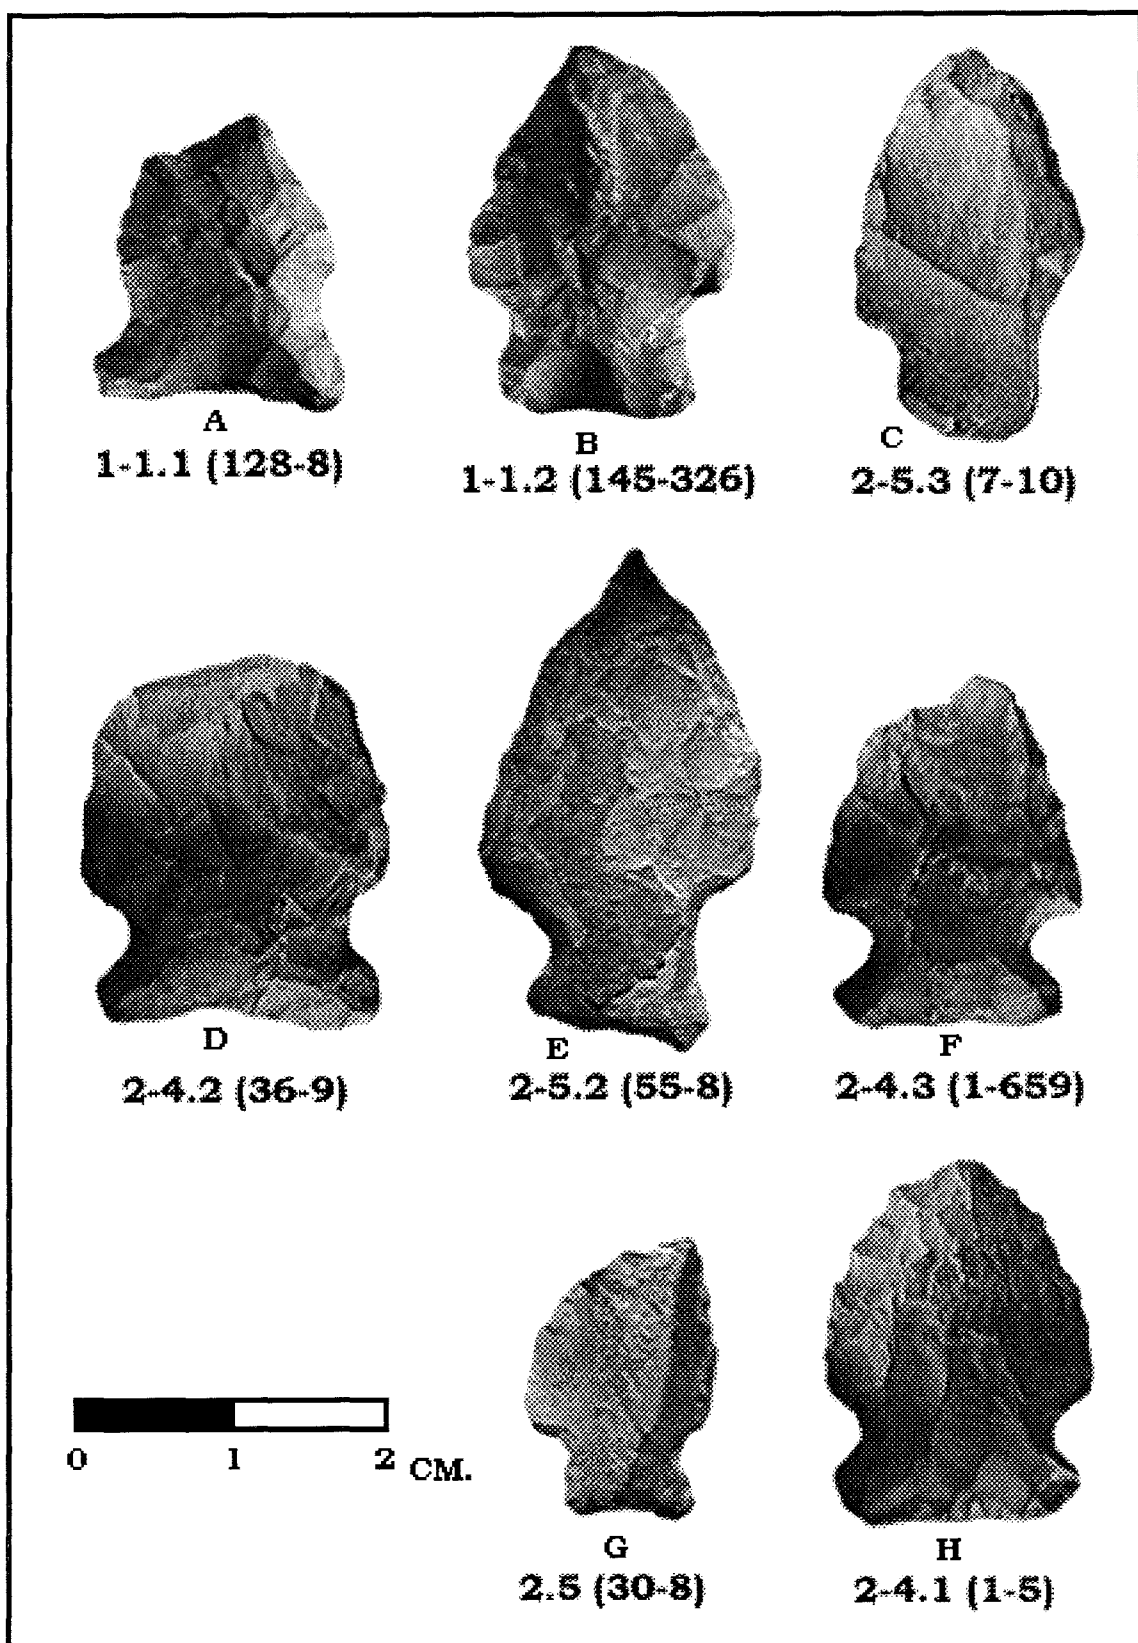 A
1-1.1 (128-8)
B
1-1.2 (145-326)
C
2-5.3 (7-10)
D
2-4.2 (36-9)
E
2-5.2 (55-8)
F
2-4.3 (1-659)
0 1 2 CM.
G
2.5 (30-8)
H
2-4.1 (1-5)